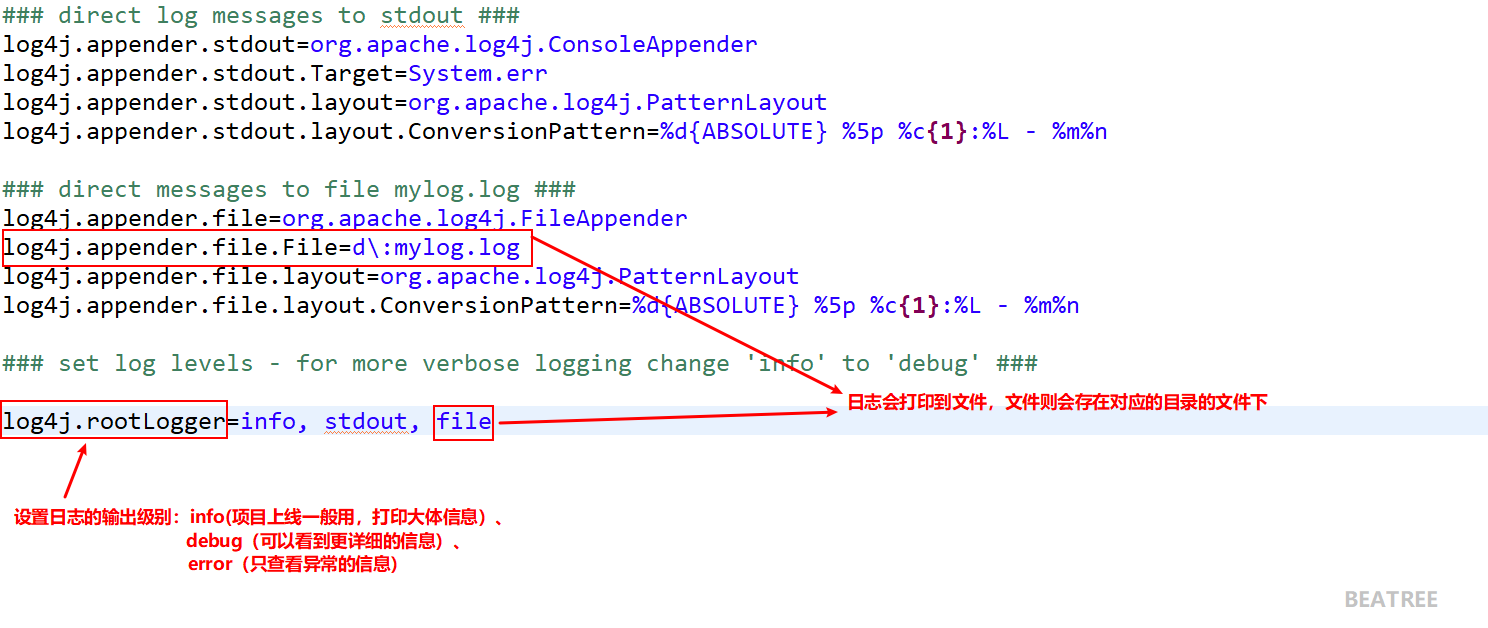 ### direct log messages to stdout ###
log4j.appender.stdout=org.apache.log4j.ConsoleAppender
log4j.appender.stdout.Target=System.err
log4j.appender.stdout.layout=org.apache.log4j.PatternLayout
log4j.appender.stdout.layout.ConversionPattern=%d{ABSOLUTE} %5p %c{1}:%L - %m%n
### direct messages to file mylog.log ###
log4j.appender.file=org.apache.log4j.FileAppender
log4j.appender.file.File=d\:mylog.log
log4j.appender.file.layout=org.apache.log4j.PatternLayout
log4j.appender.file.layout.ConversionPattern=%d{ABSOLUTE} %5p %c{1}:%L - %m%n
### set log levels - for more verbose logging change 'info' to 'debug' ###
日志会打印到文件，文件则会存在对应的目录的文件下
log4j.rootLogger=info, stdout, file
设置日志的输出级别：info(项目上线一般用，打印大体信息）、
debug（可以看到更详细的信息）、
error（只查看异常的信息）
BEATREE